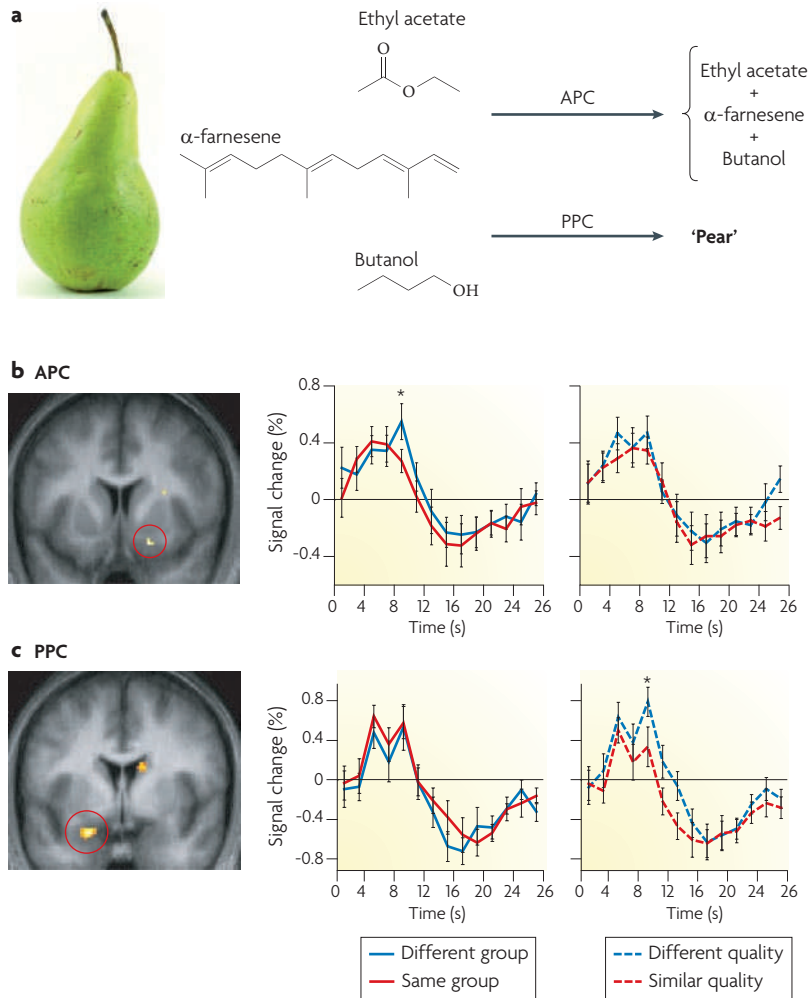 a
Ethyl acetate
O
O
α-farnesene
Butanol
OH
APC
Ethyl acetate
+
α-farnesene
+
Butanol
PPC
'Pear'
b APC
Signal change (%)
0.8
0.4
0
-0.4
*
0 4 8 12 16 20 24 26
Time (s)
0 4 8 12 16 20 24 26
Time (s)
c PPC
Signal change (%)
0.8
0.4
0
-0.4
-0.8
*
0 4 8 12 16 20 24 26
Time (s)
0 4 8 12 16 20 24 26
Time (s)
Different group
Same group
Different quality
Similar quality